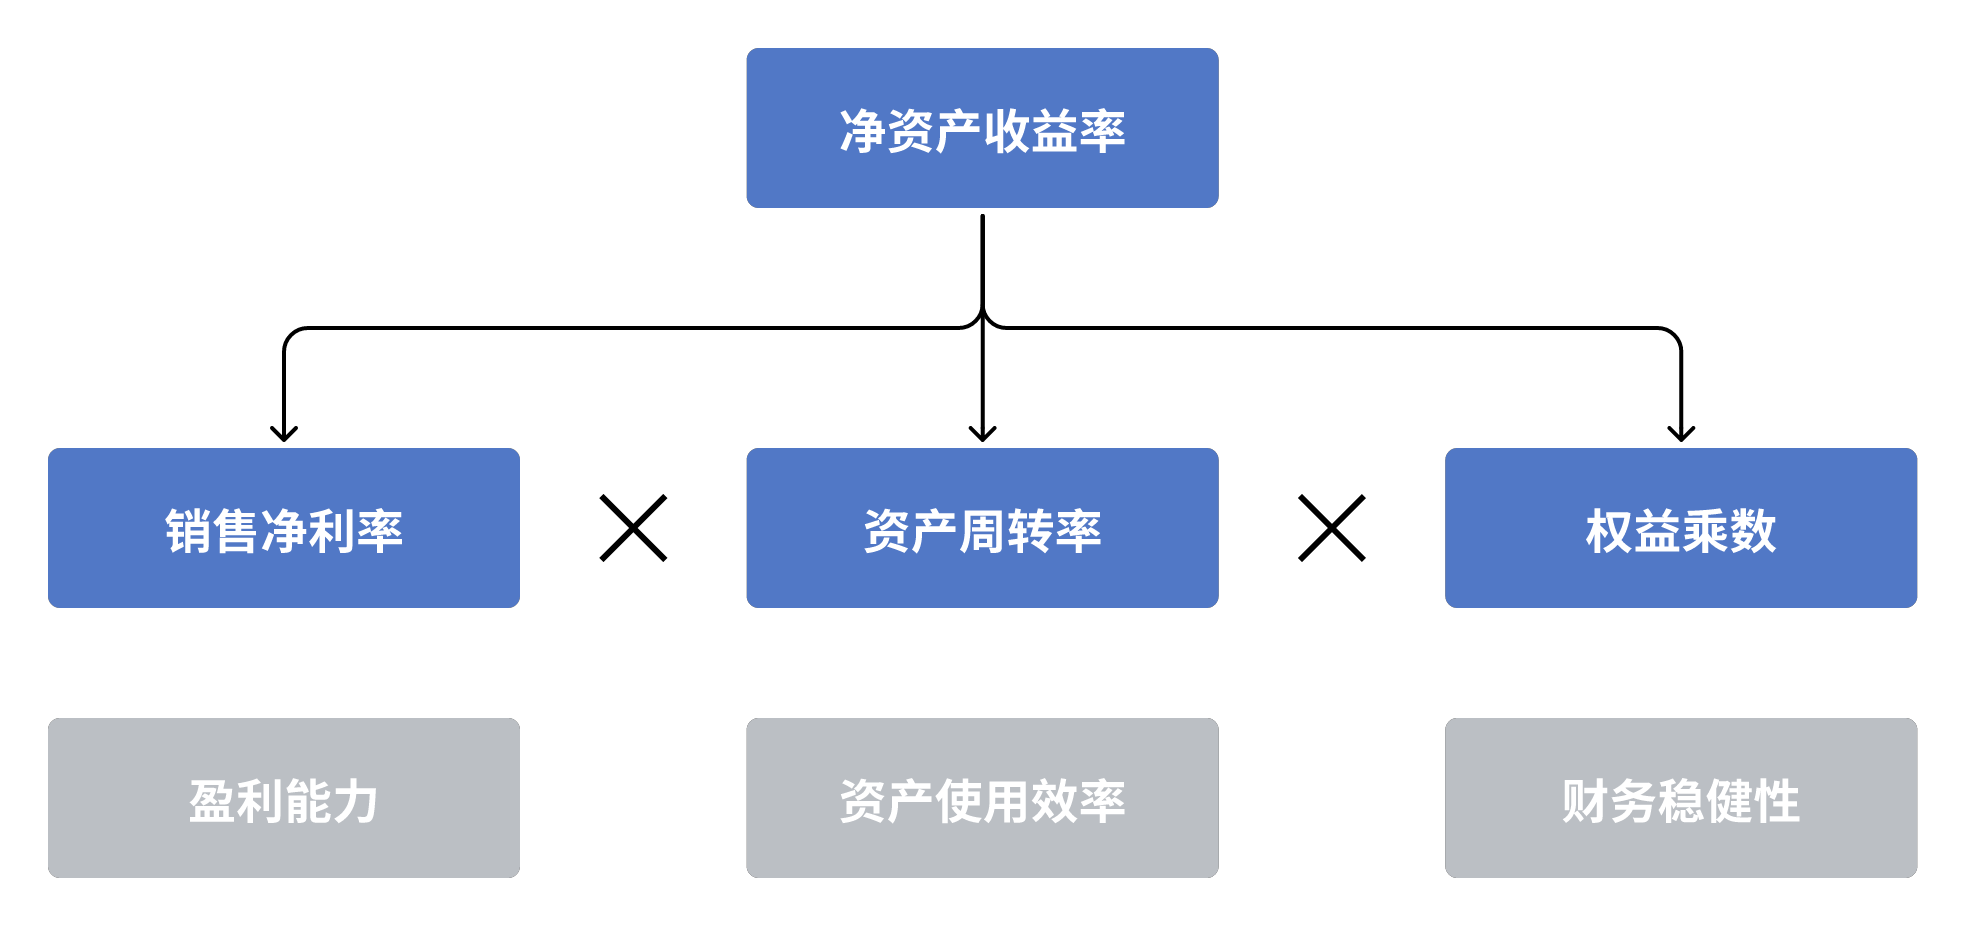 净资产收益率
销售净利率
资产周转率
权益乘数
盈利能力
资产使用效率
财务稳健性